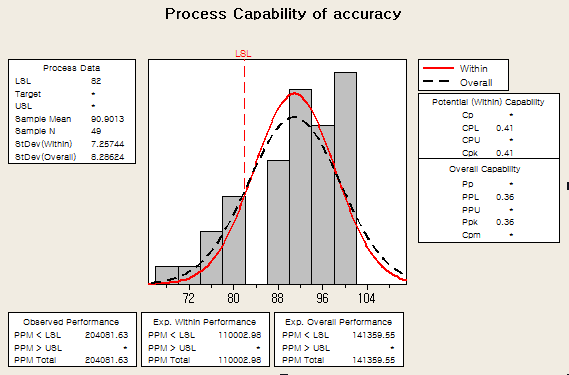 Process Capability of accuracy
LSL
Process Data
LSL 82
Target *
USL *
Sample Mean 90.9013
Sample N 49
StDev(Within) 7.25744
StDev(Overall) 8.28624
Within
Overall
Potential (Within) Capability
Cp *
CPL 0.41
CPU *
Cpk 0.41
Overall Capability
Pp *
PPL 0.36
PPU *
Ppk 0.36
Cpm *
72 80 88 96 104
Observed Performance
PPM < LSL 204081.63
PPM > USL *
PPM Total 204081.63
Exp. Within Performance
PPM < LSL 110002.98
PPM > USL *
PPM Total 110002.98
Exp. Overall Performance
PPM < LSL 141359.55
PPM > USL *
PPM Total 141359.55